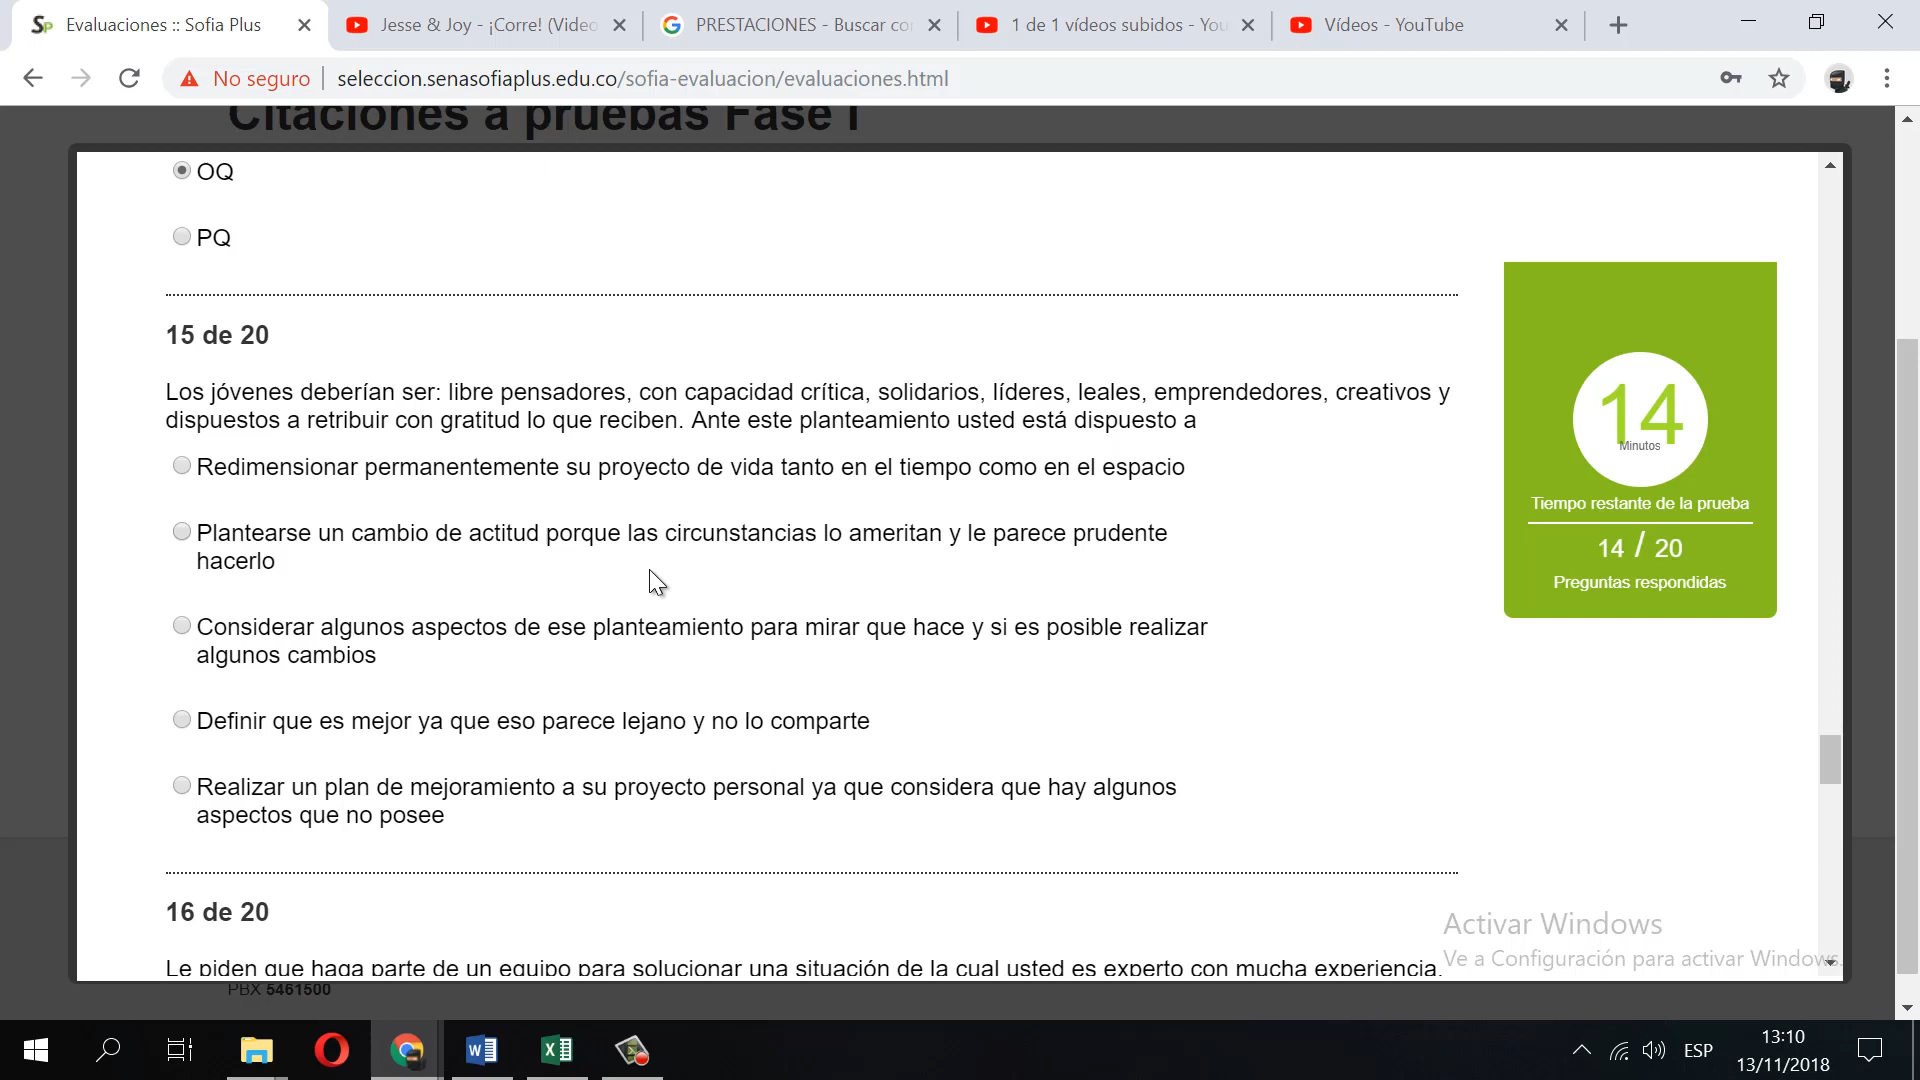 Evaluaciones :: Sofia Plus
Jesse & Joy - ¡Corre! (Video
PRESTACIONES - Buscar co
1 de 1 vídeos subidos - You
Vídeos - YouTube
No seguro
seleccion.senasofiaplus.edu.co/sofia-evaluacion/evaluaciones.html
Citaciones a pruebas Fase I
OQ
PQ
15 de 20
Los jóvenes deberían ser: libre pensadores, con capacidad crítica, solidarios, líderes, leales, emprendedores, creativos y
dispuestos a retribuir con gratitud lo que reciben. Ante este planteamiento usted está dispuesto a
Redimensionar permanentemente su proyecto de vida tanto en el tiempo como en el espacio
Plantearse un cambio de actitud porque las circunstancias lo ameritan y le parece prudente
hacerlo
Considerar algunos aspectos de ese planteamiento para mirar que hace y si es posible realizar
algunos cambios
Definir que es mejor ya que eso parece lejano y no lo comparte
Realizar un plan de mejoramiento a su proyecto personal ya que considera que hay algunos
aspectos que no posee
14
Minutos
Tiempo restante de la prueba
14 / 20
Preguntas respondidas
16 de 20
Le piden que haga parte de un equipo para solucionar una situación de la cual usted es experto con mucha experiencia.
Activar Windows
Ve a Configuración para activar Windows.
PBX 5461500
ESP
13:10
13/11/2018